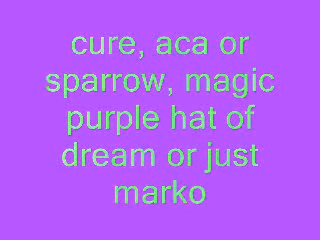 cure, aca or
sparrow, magic
purple hat of
dream or just
marko